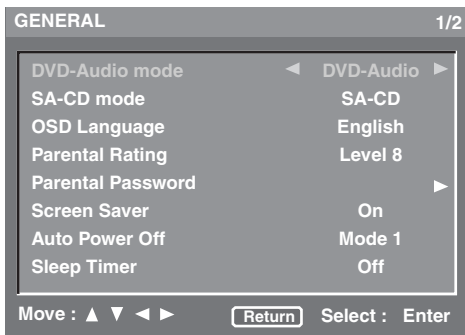 GENERAL 1/2
DVD-Audio mode ◄ DVD-Audio ►
SA-CD mode SA-CD
OSD Language English
Parental Rating Level 8
Parental Password ►
Screen Saver On
Auto Power Off Mode 1
Sleep Timer Off
Move : ▲ ▼ ◄ ► Return Select : Enter